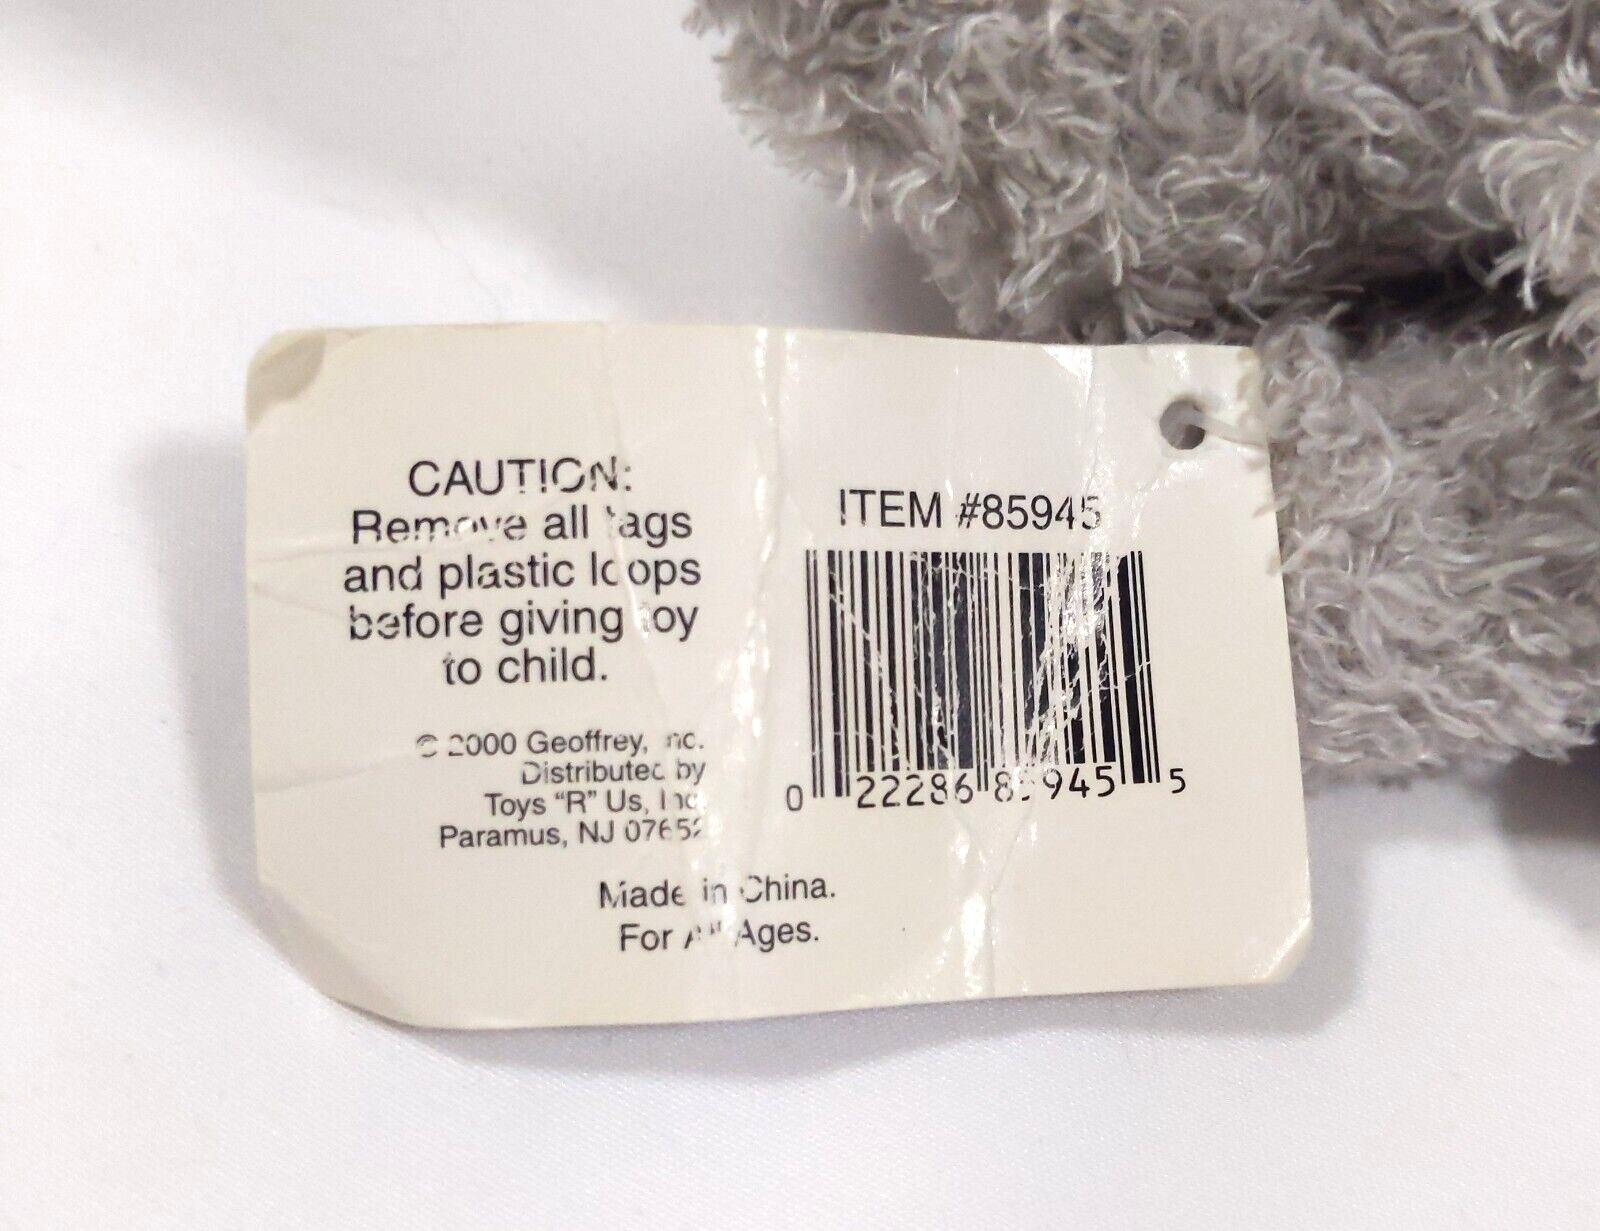 CAUTION:
Remove all tags
and plastic loops
before giving toy
to child.
© 2000 Geoffrey, Inc.
Distributed by
Toys "R" Us, Inc.
Paramus, NJ 07652
Made in China.
For All Ages.
ITEM #85945
0 22286 85945 5